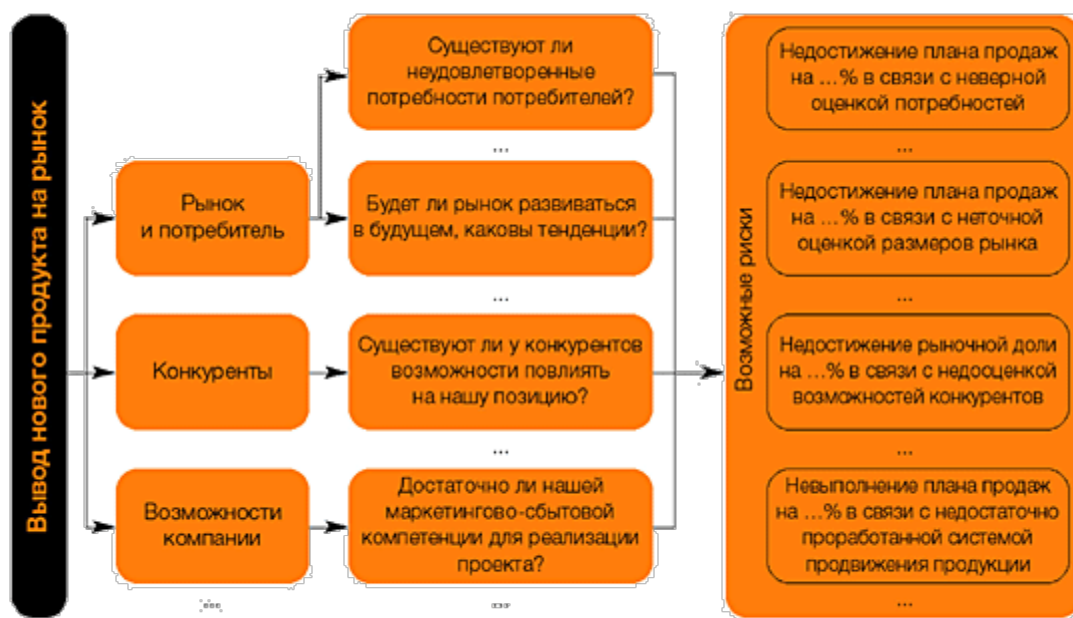 Вывод нового продукта на рынок
Рынок
и потребитель
Конкуренты
Возможности
компании
...
Существуют ли
неудовлетворенные
потребности потребителей?
...
Будет ли рынок развиваться
в будущем, каковы тенденции?
...
Существуют ли у конкурентов
возможности повлиять
на нашу позицию?
...
Достаточно ли нашей
маркетингово-сбытовой
компетенции для реализации
проекта?
...
Возможные риски
Недостижение плана продаж
на ...% в связи с неверной
оценкой потребностей
...
Недостижение плана продаж
на ...% в связи с неточной
оценкой размеров рынка
...
Недостижение рыночной доли
на ...% в связи с недооценкой
возможностей конкурентов
...
Невыполнение плана продаж
на ...% в связи с недостаточно
проработанной системой
продвижения продукции
...